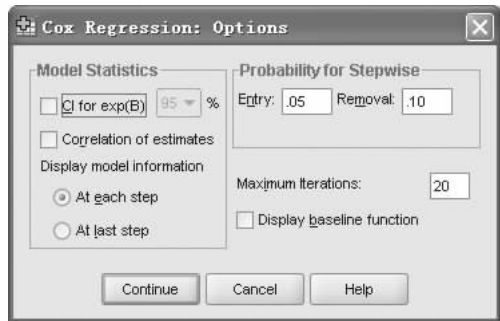 Cox Regression: Options
Model Statistics
CI for exp(B) 95 %
Correlation of estimates
Display model information
At each step
At last step
Probability for Stepwise
Entry: .05 Removal: .10
Maximum Iterations: 20
Display baseline function
Continue Cancel Help